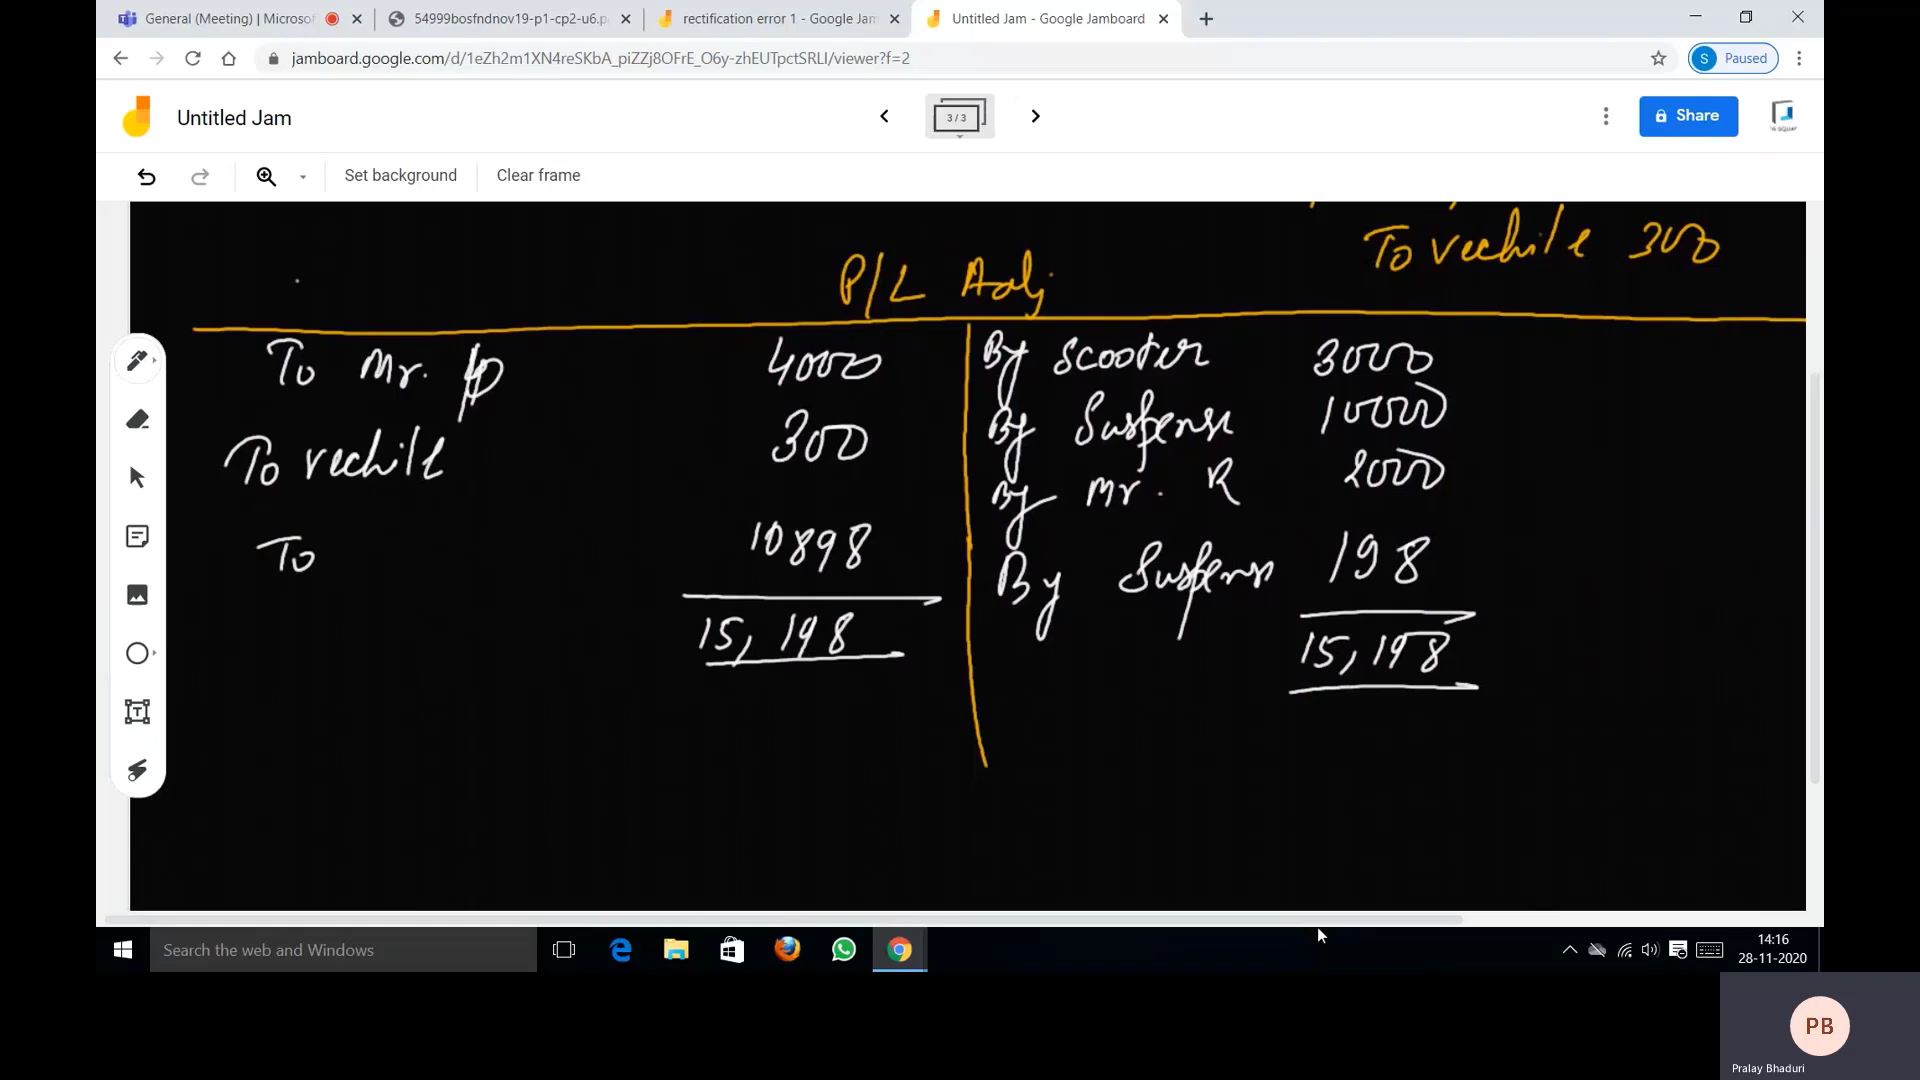 General (Meeting) | Microso
54999bosfndnov19-p1-cp2-u6.p
rectification error 1 - Google Jam
Untitled Jam - Google Jamboard
jamboard.google.com/d/1eZh2m1XN4reSKbA_piZZj8OFrE_O6y-zhEUTpctSRLI/viewer?f=2
S Paused
Untitled Jam
3 / 3
Share
Set background
Clear frame
To vechile 300
P/L Adj
To Mr. P 4000
By Scooter 3000
To vechile 300
By Suspense 10000
By Mr. R 2000
To 10898
By Suspense 198
15,198
15,198
Search the web and Windows
14:16
28-11-2020
PB
Pralay Bhaduri